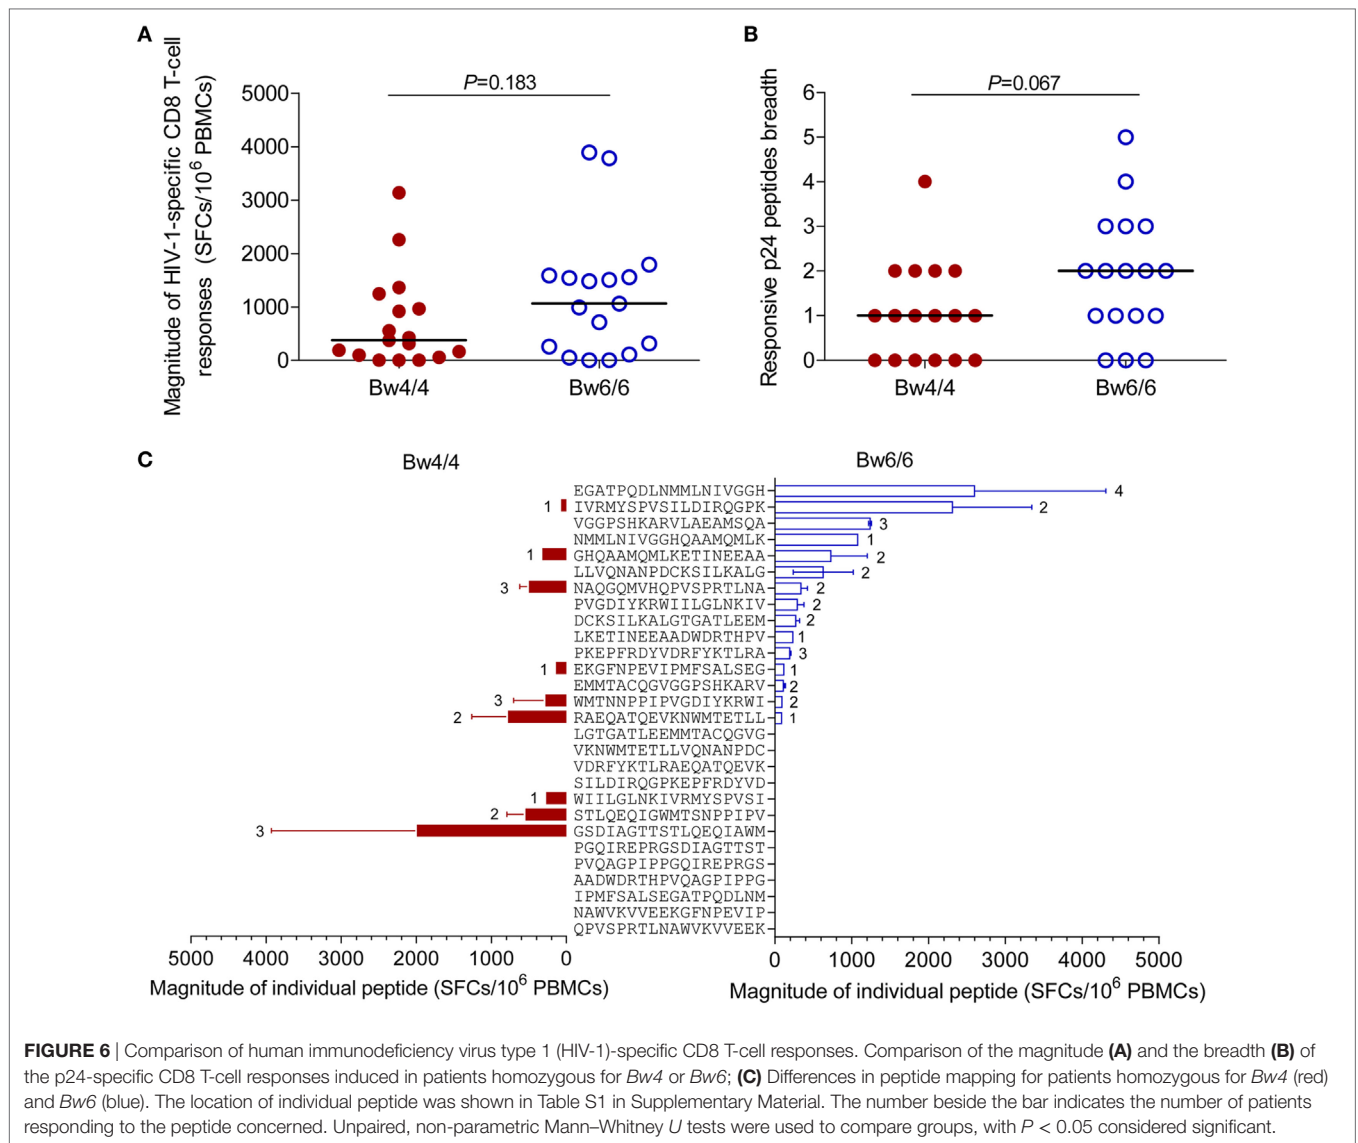 A
Magnitude of HIV-1-specific CD8 T-cell
responses (SFCs/10⁶ PBMCs)
P=0.183
5000
4000
3000
2000
1000
0
Bw4/4
Bw6/6
B
Responsive p24 peptides breadth
P=0.067
6
5
4
3
2
1
0
Bw4/4
Bw6/6
C
Bw4/4
Bw6/6
EGATPQDLNMMLNIVGGH 4
1 IVRMYSPVSILDIRQGPK 2
VGGPSHKARVLAEAMSQA 3
NMMLNIVGGHQAAMQMLK 1
1 GHQAAMQMLKETINEEAA 2
LLVQNANPDCKSILKALG 2
3 NAQGQMVHQPVSPRTLNA 2
PVGDIYKRWIILGLNKIV 2
DCKSILKALGTGATLEEM 2
LKETINEEAADWDRTHPV 1
PKEPFRDYVDRFYKTLRA 3
1 EKGFNPEVIPMFSALSEG 1
EMMTACQGVGGPSHKARV 2
3 WMTNNPPIPVGDIYKRWI 2
2 RAEQATQEVKNWMTETLL 1
LGTGATLEEMMTACQGVG
VKNWMTETLLVQNANPDC
VDRFYKTLRAEQATQEVK
SILDIRQGPKEPFRDYVD
1 WIILGLNKIVRMYSPVSI
2 STLQEQIGWMTSNPPIPV
3 GSDIAGTTSTLQEQIAWM
PGQIREPRGSDIAGTTST
PVQAGPIPPGQIREPRGS
AADWDRTHPVQAGPIPPG
IPMFSALSEGATPQDLNM
NAWVKVVEEKGFNPEVIP
QPVSPRTLNAWVKVVEEK
5000 4000 3000 2000 1000 0
0 1000 2000 3000 4000 5000
Magnitude of individual peptide (SFCs/10⁶ PBMCs)
Magnitude of individual peptide (SFCs/10⁶ PBMCs)
FIGURE 6 | Comparison of human immunodeficiency virus type 1 (HIV-1)-specific CD8 T-cell responses. Comparison of the magnitude (A) and the breadth (B) of
the p24-specific CD8 T-cell responses induced in patients homozygous for Bw4 or Bw6; (C) Differences in peptide mapping for patients homozygous for Bw4 (red)
and Bw6 (blue). The location of individual peptide was shown in Table S1 in Supplementary Material. The number beside the bar indicates the number of patients
responding to the peptide concerned. Unpaired, non-parametric Mann–Whitney U tests were used to compare groups, with P < 0.05 considered significant.